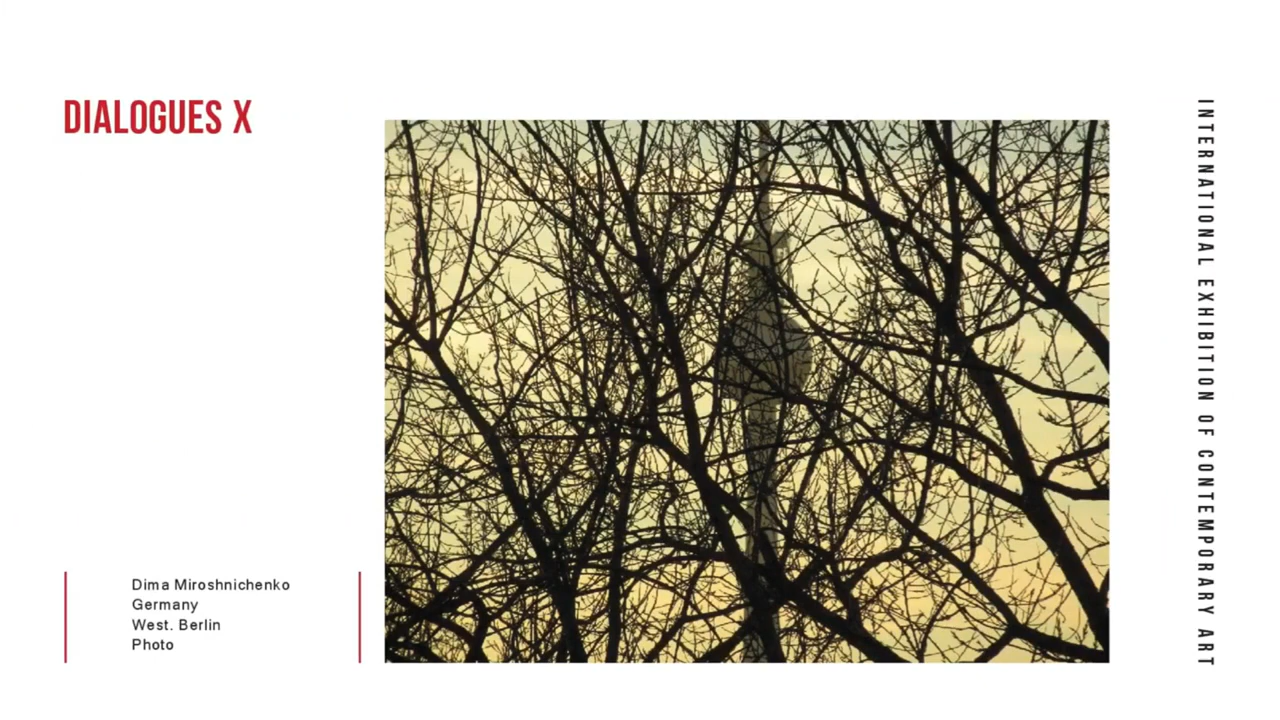 DIALOGUES X
Dima Miroshnichenko
Germany
West. Berlin
Photo
INTERNATIONAL EXHIBITION OF CONTEMPORARY ART